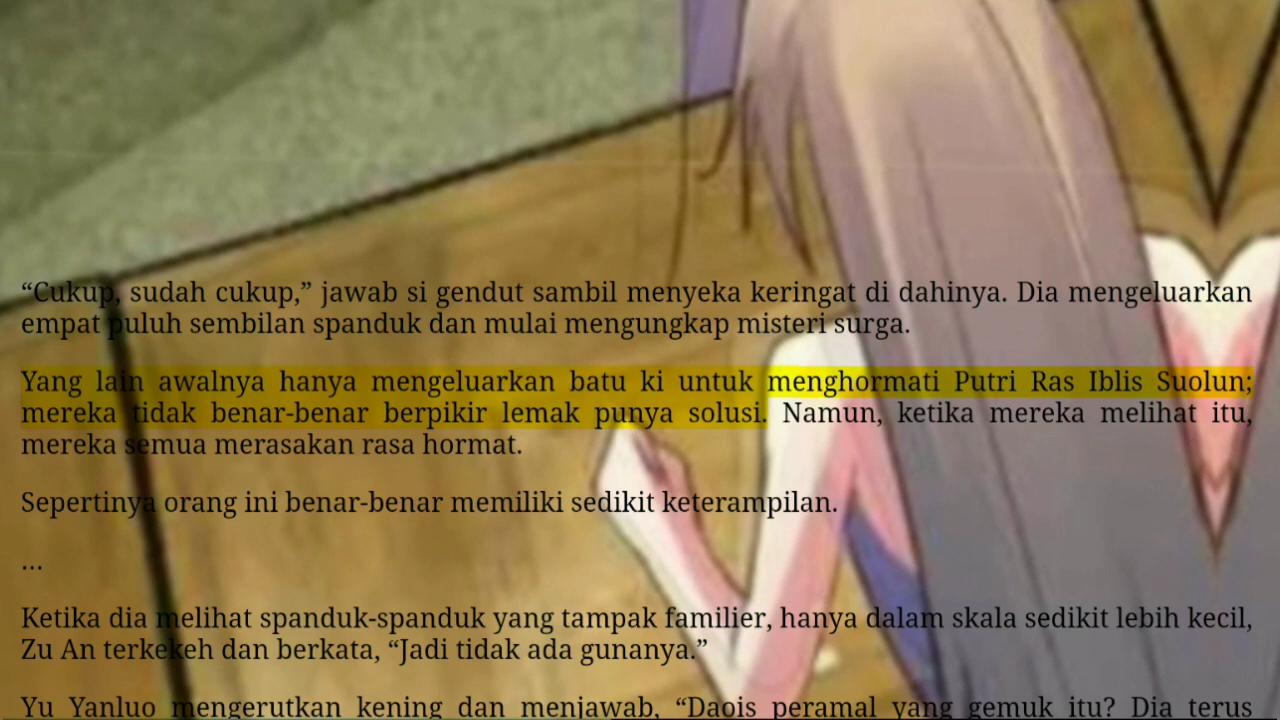 “Cukup, sudah cukup,” jawab si gendut sambil menyeka keringat di dahinya. Dia mengeluarkan
empat puluh sembilan spanduk dan mulai mengungkap misteri surga.
Yang lain awalnya hanya mengeluarkan batu ki untuk menghormati Putri Ras Iblis Suolun;
mereka tidak benar-benar berpikir lemak punya solusi. Namun, ketika mereka melihat itu,
mereka semua merasakan rasa hormat.
Sepertinya orang ini benar-benar memiliki sedikit keterampilan.
...
Ketika dia melihat spanduk-spanduk yang tampak familier, hanya dalam skala sedikit lebih kecil,
Zu An terkekeh dan berkata, “Jadi tidak ada gunanya.”
Yu Yanluo mengerutkan kening dan menjawab, “Daois peramal yang gemuk itu? Dia terus